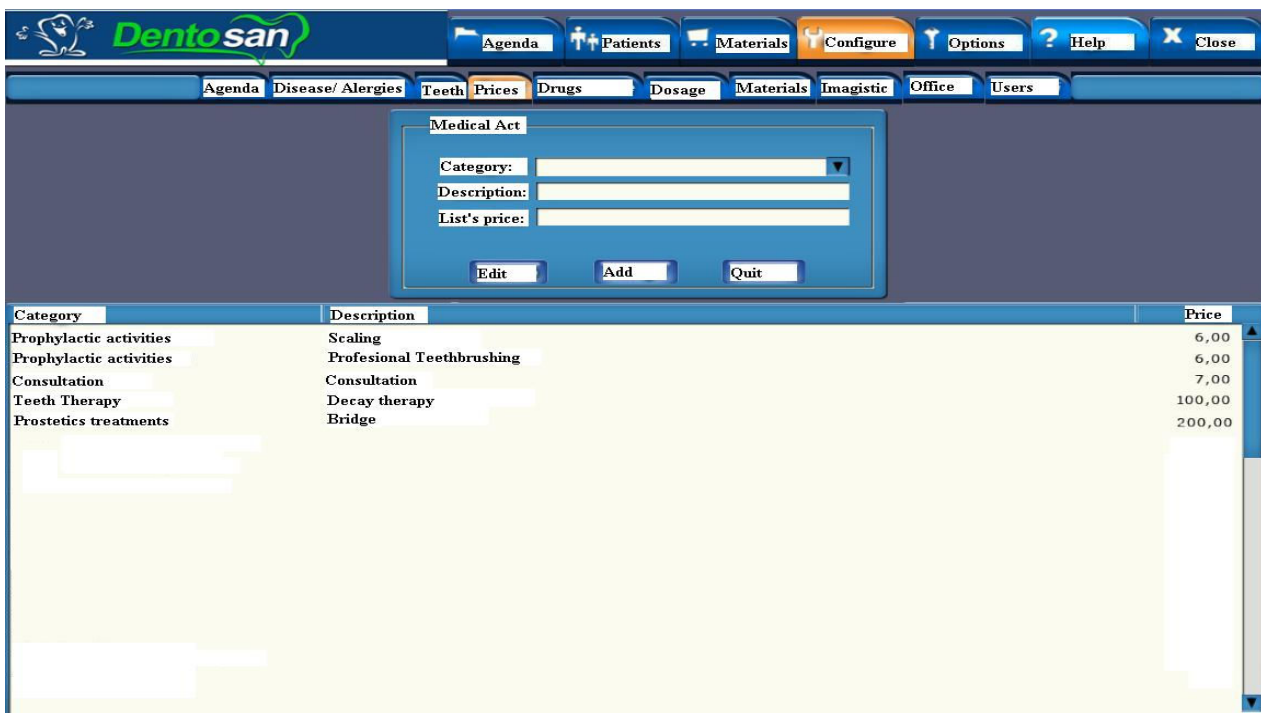 Dentosan
Agenda Patients Materials Configure Options ? Help X Close
Agenda Disease/ Alergies Teeth Prices Drugs Dosage Materials Imagistic Office Users
Medical Act
Category:
Description:
List's price:
Edit Add Quit
Category Description Price
Prophylactic activities Scaling 6,00
Prophylactic activities Profesional Teethbrushing 6,00
Consultation Consultation 7,00
Teeth Therapy Decay therapy 100,00
Prostetics treatments Bridge 200,00